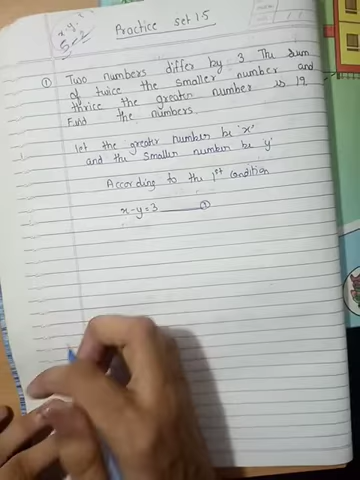 Practice set 1.5
① Two numbers differ by 3. The sum
of twice the smaller number and
thrice the greater number is 19
Find the numbers.
let the greatr number be 'x'
and the smaller number be 'y'
According to the 1st Condition
x-y=3 ①